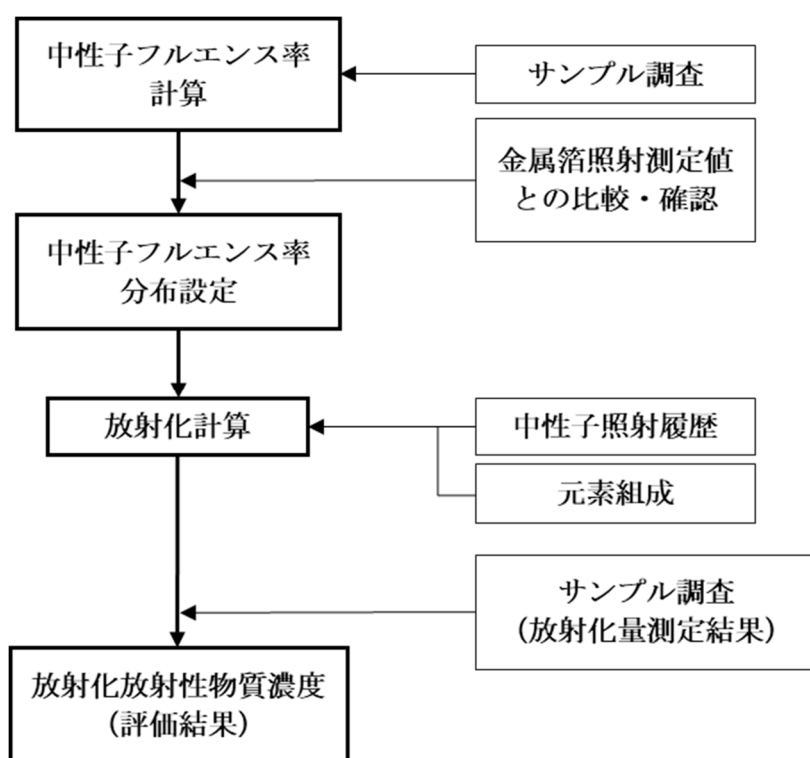 中性子フルエンス率
計算
サンプル調査
金属箔照射測定値
との比較・確認
中性子フルエンス率
分布設定
放射化計算
中性子照射履歴
元素組成
サンプル調査
（放射化量測定結果）
放射化放射性物質濃度
（評価結果）